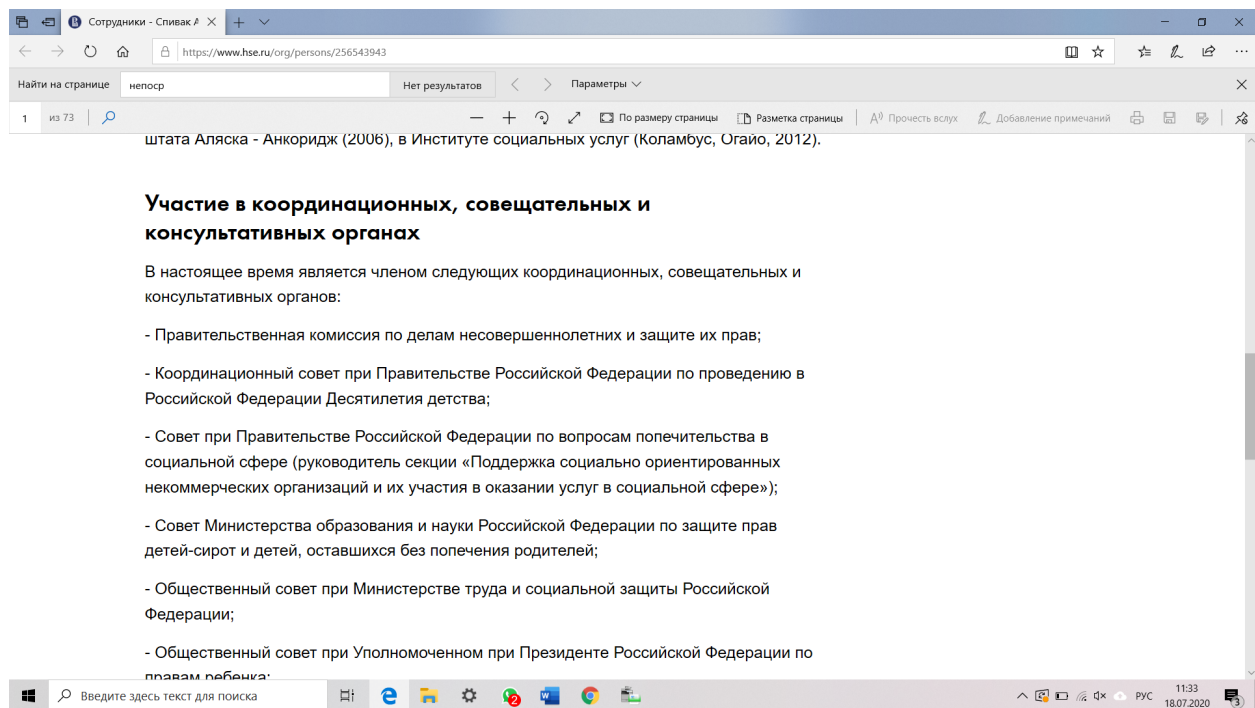 Сотрудники - Спивак А
https://www.hse.ru/org/persons/256543943
Найти на странице непоср Нет результатов Параметры
1 из 73 По размеру страницы Разметка страницы Прочесть вслух Добавление примечаний
штата Аляска - Анкоридж (2006), в Институте социальных услуг (Коламбус, Огайо, 2012).
Участие в координационных, совещательных и
консультативных органах
В настоящее время является членом следующих координационных, совещательных и
консультативных органов:
- Правительственная комиссия по делам несовершеннолетних и защите их прав;
- Координационный совет при Правительстве Российской Федерации по проведению в
Российской Федерации Десятилетия детства;
- Совет при Правительстве Российской Федерации по вопросам попечительства в
социальной сфере (руководитель секции «Поддержка социально ориентированных
некоммерческих организаций и их участия в оказании услуг в социальной сфере»);
- Совет Министерства образования и науки Российской Федерации по защите прав
детей-сирот и детей, оставшихся без попечения родителей;
- Общественный совет при Министерстве труда и социальной защиты Российской
Федерации;
- Общественный совет при Уполномоченном при Президенте Российской Федерации по
правам ребенка;
Введите здесь текст для поиска
2
РУС
11:33
18.07.2020
3